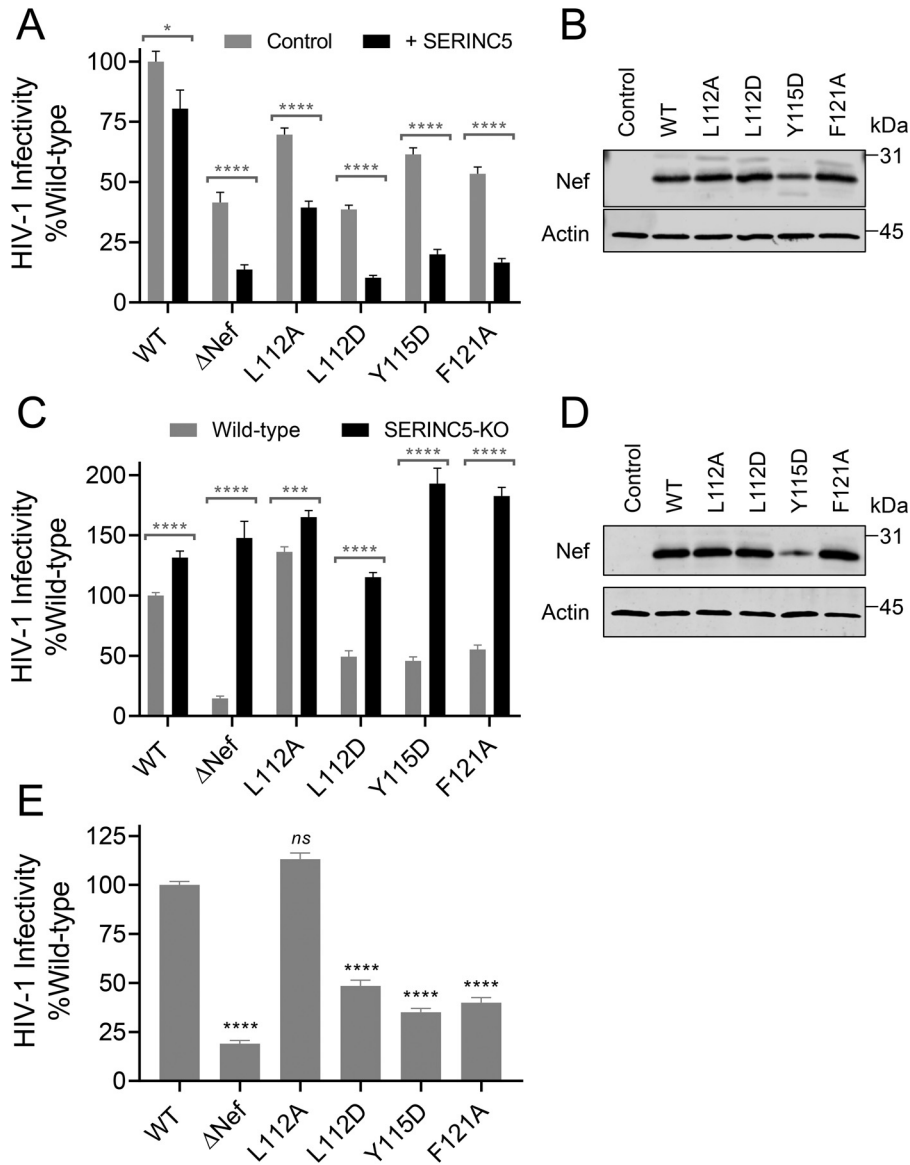 A
Control
+ SERINC5
HIV-1 Infectivity
%Wild-type
100
75
50
25
0
*
****
****
****
****
****
WT
ΔNef
L112A
L112D
Y115D
F121A
B
Control
WT
L112A
L112D
Y115D
F121A
kDa
Nef
31
Actin
45
C
Wild-type
SERINC5-KO
HIV-1 Infectivity
%Wild-type
200
150
100
50
0
****
****
***
****
****
****
WT
ΔNef
L112A
L112D
Y115D
F121A
D
Control
WT
L112A
L112D
Y115D
F121A
kDa
Nef
31
Actin
45
E
HIV-1 Infectivity
%Wild-type
125
100
75
50
25
0
****
ns
****
****
****
WT
ΔNef
L112A
L112D
Y115D
F121A